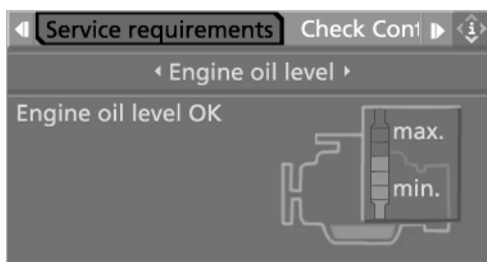 Service requirements Check Cont
Engine oil level
Engine oil level OK
max.
min.